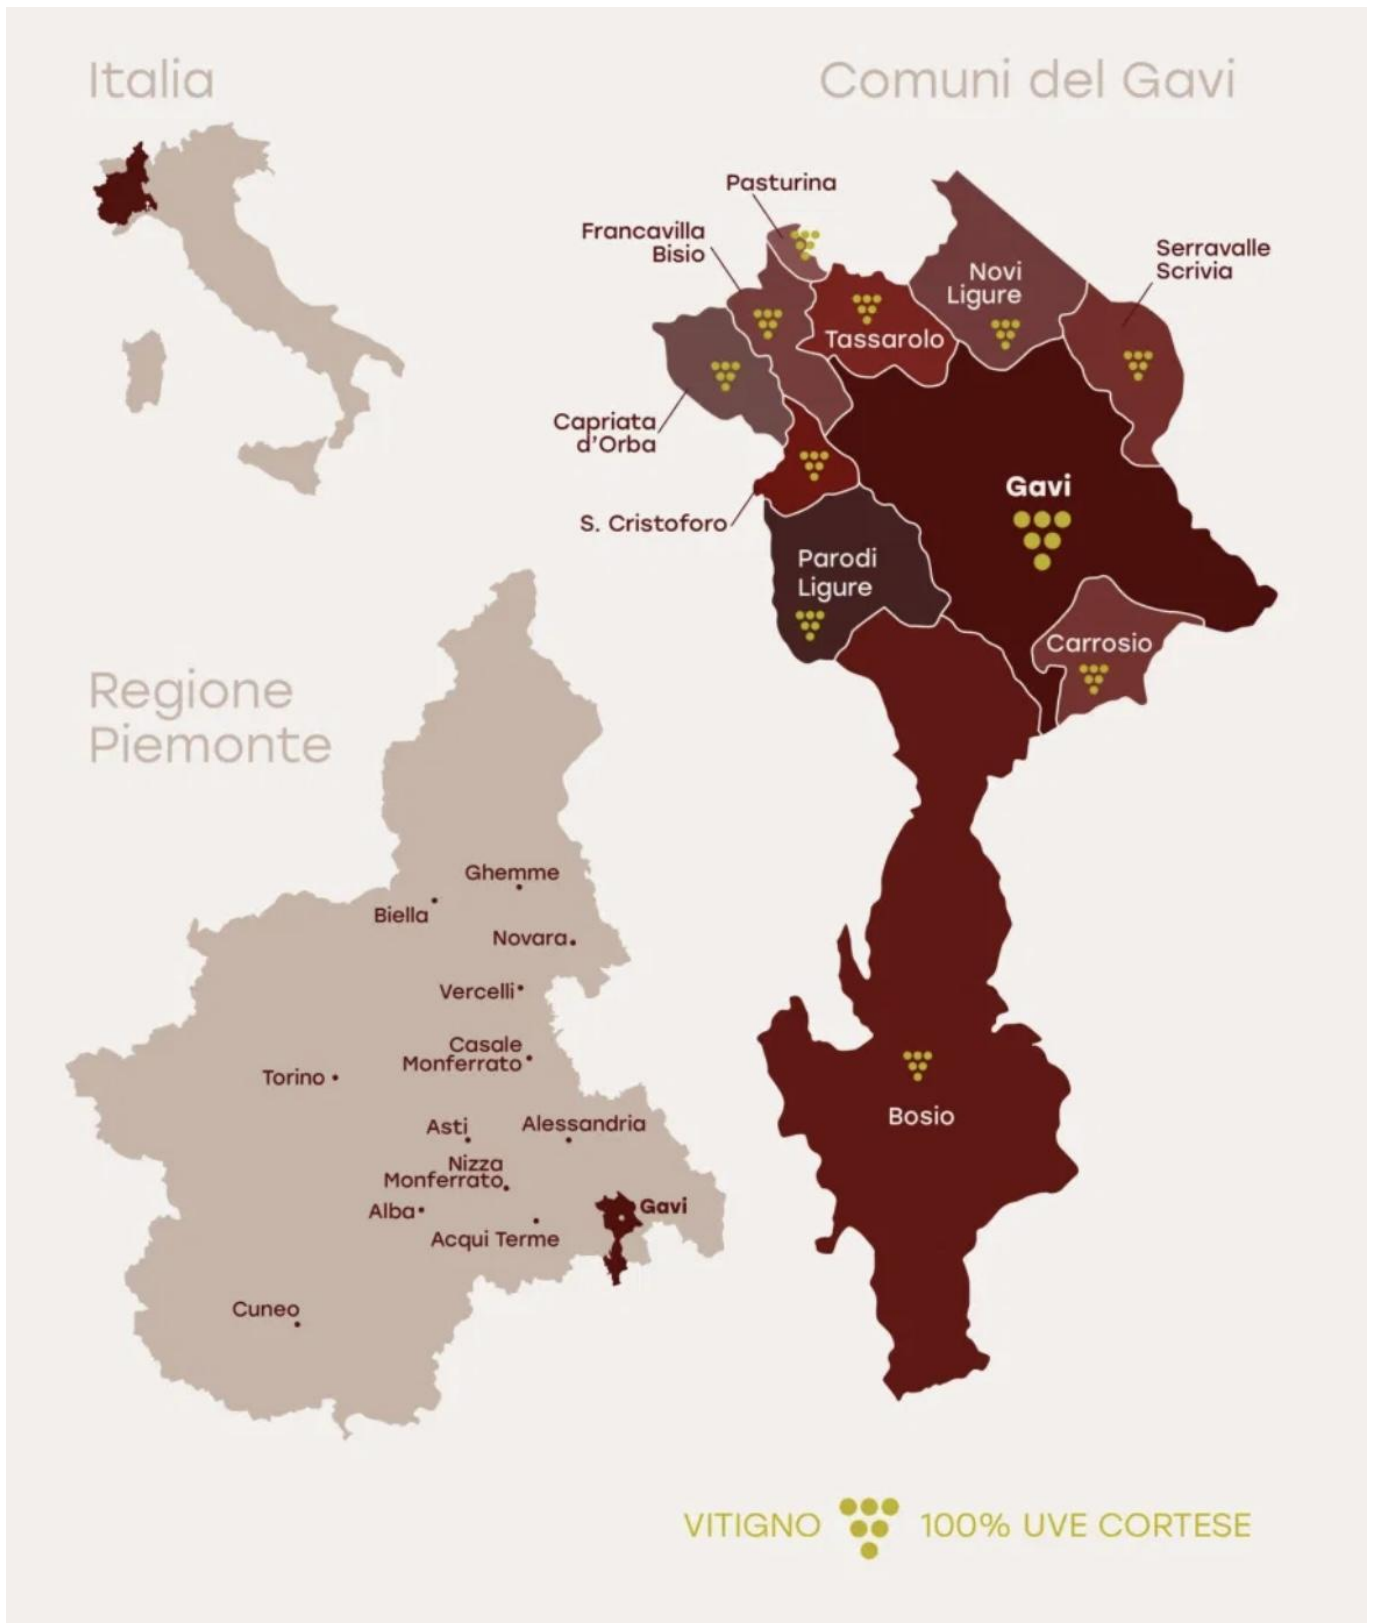 Italia
Comuni del Gavi
Pasturina
Francavilla
Bisio
Serravalle
Scrivia
Novi
Ligure
Tassarolo
Capriata
d'Orba
Gavi
S. Cristoforo
Parodi
Ligure
Carrosio
Bosio
Regione
Piemonte
Ghemme
Biella
Novara
Vercelli
Casale
Monferrato
Torino
Asti
Alessandria
Nizza
Monferrato
Alba
Gavi
Acqui Terme
Cuneo
VITIGNO 100% UVE CORTESE